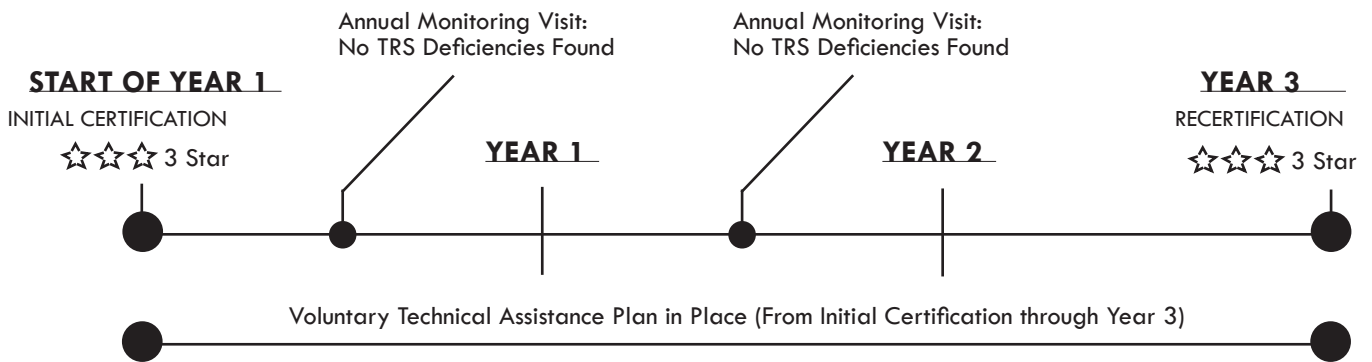 Annual Monitoring Visit:
No TRS Deficiencies Found
Annual Monitoring Visit:
No TRS Deficiencies Found
START OF YEAR 1
INITIAL CERTIFICATION
3 Star
YEAR 1
YEAR 2
YEAR 3
RECERTIFICATION
3 Star
Voluntary Technical Assistance Plan in Place (From Initial Certification through Year 3)